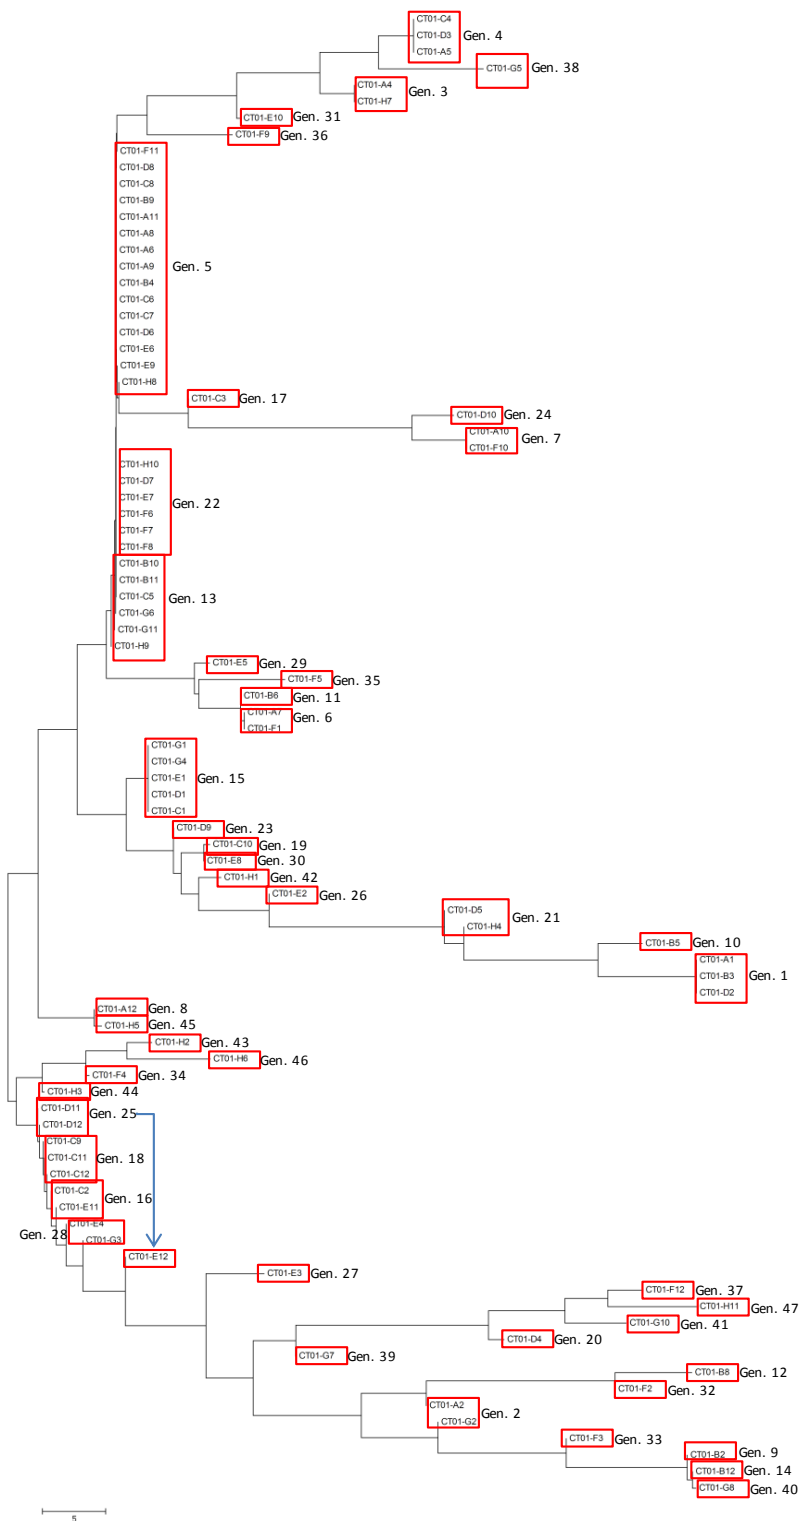 CT01-C4
CT01-D3 Gen. 4
CT01-A5
CT01-G5 Gen. 38
CT01-A4
CT01-H7 Gen. 3
CT01-E10 Gen. 31
CT01-F9 Gen. 36
CT01-F11
CT01-D8
CT01-C8
CT01-B9
CT01-A11
CT01-A8
CT01-A6
CT01-A9 Gen. 5
CT01-B4
CT01-C6
CT01-C7
CT01-D6
CT01-E6
CT01-E9
CT01-H8
CT01-C3 Gen. 17
CT01-D10 Gen. 24
CT01-A10
CT01-F10 Gen. 7
CT01-H10
CT01-D7
CT01-E7 Gen. 22
CT01-F6
CT01-F7
CT01-F8
CT01-B10
CT01-B11
CT01-C5 Gen. 13
CT01-G6
CT01-G11
CT01-H9
CT01-E5 Gen. 29
CT01-F5 Gen. 35
CT01-B6 Gen. 11
CT01-A7 Gen. 6
CT01-F1
CT01-G1
CT01-G4
CT01-E1 Gen. 15
CT01-D1
CT01-C1
CT01-D9 Gen. 23
CT01-C10 Gen. 19
CT01-E8 Gen. 30
CT01-H1 Gen. 42
CT01-E2 Gen. 26
CT01-D5 Gen. 21
CT01-H4
CT01-B5 Gen. 10
CT01-A1
CT01-B3 Gen. 1
CT01-D2
CT01-A12 Gen. 8
CT01-H5 Gen. 45
CT01-H2 Gen. 43
CT01-H6 Gen. 46
CT01-F4 Gen. 34
CT01-H3 Gen. 44
CT01-D11 Gen. 25
CT01-D12
CT01-C9
CT01-C11 Gen. 18
CT01-C12
CT01-C2 Gen. 16
CT01-E11
CT01-E4
Gen. 28 CT01-G3
CT01-E12
CT01-E3 Gen. 27
CT01-F12 Gen. 37
CT01-H11 Gen. 47
CT01-G10 Gen. 41
CT01-D4 Gen. 20
CT01-G7 Gen. 39
CT01-B8 Gen. 12
CT01-F2 Gen. 32
CT01-A2 Gen. 2
CT01-G2
CT01-F3 Gen. 33
CT01-B2 Gen. 9
CT01-B12 Gen. 14
CT01-G8 Gen. 40
5